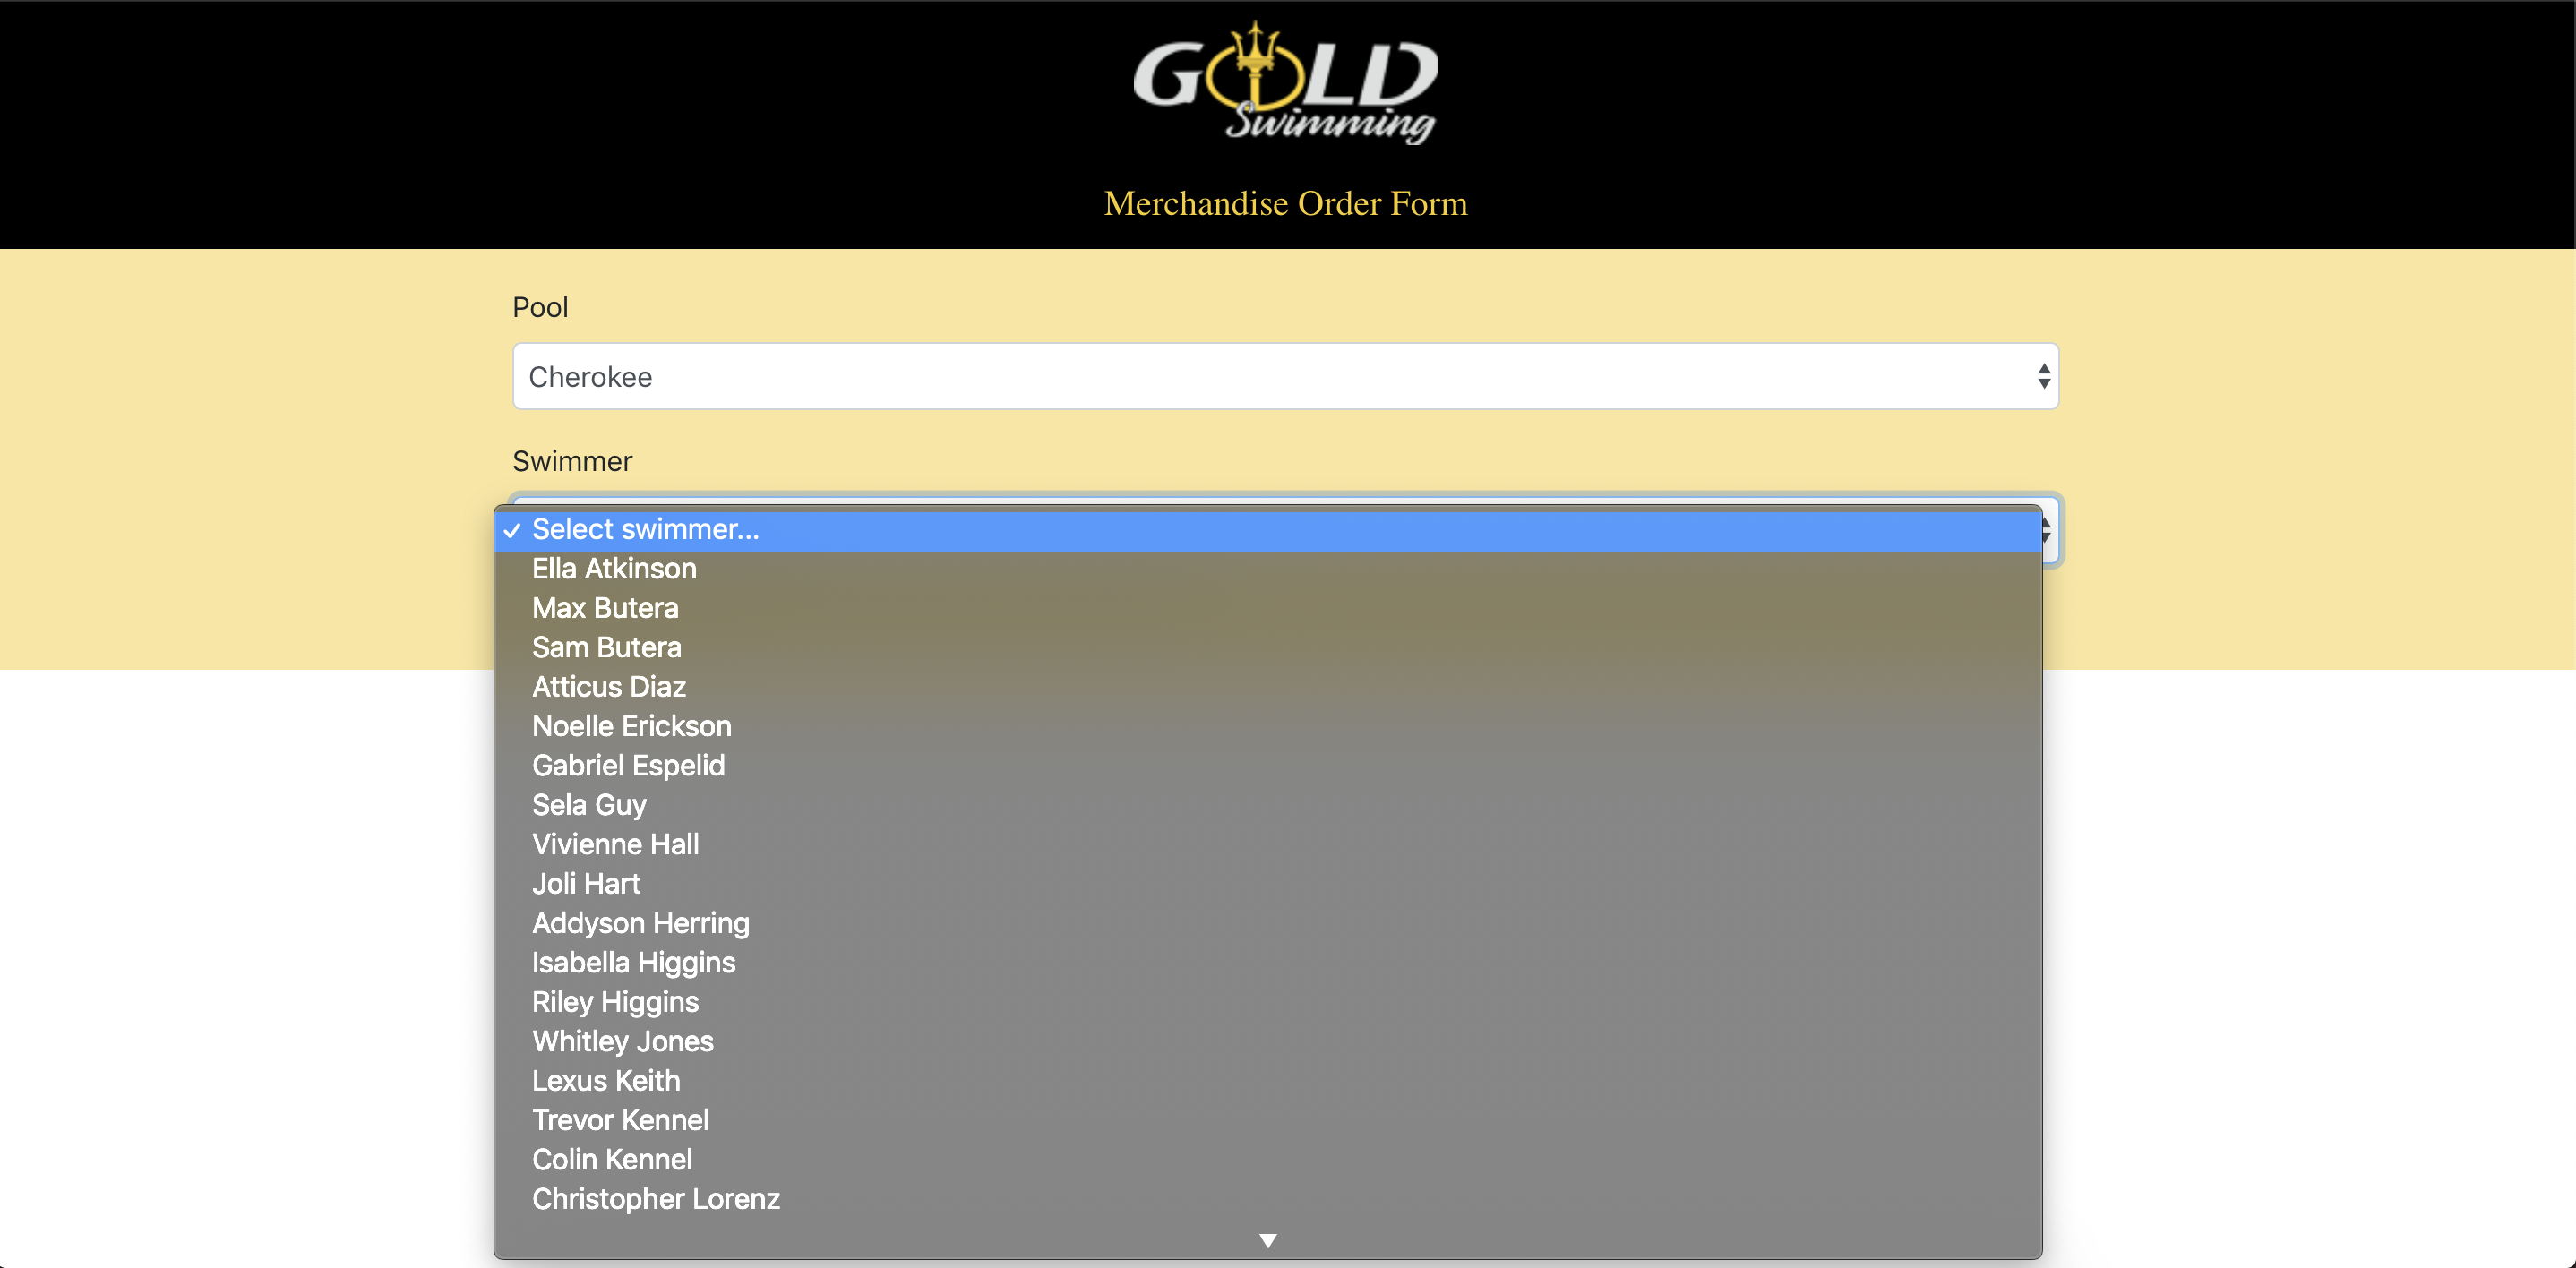 GOLD
Swimming
Merchandise Order Form
Pool
Cherokee
Swimmer
✓ Select swimmer...
Ella Atkinson
Max Butera
Sam Butera
Atticus Diaz
Noelle Erickson
Gabriel Espelid
Sela Guy
Vivienne Hall
Joli Hart
Addyson Herring
Isabella Higgins
Riley Higgins
Whitley Jones
Lexus Keith
Trevor Kennel
Colin Kennel
Christopher Lorenz